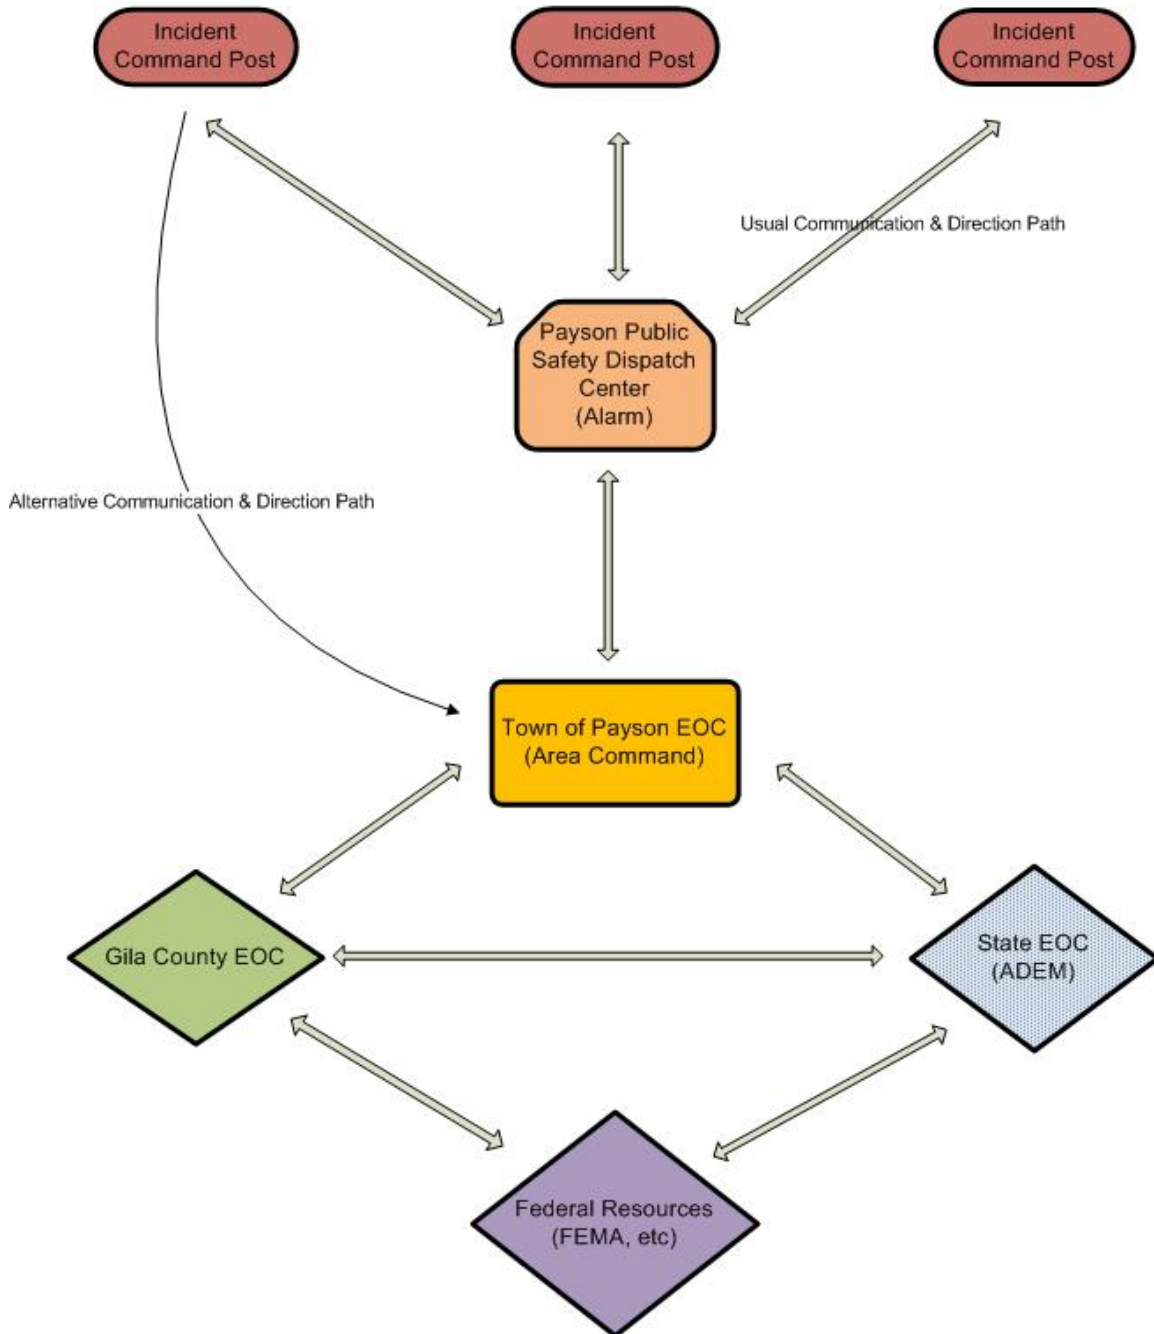 Incident
Command Post
Incident
Command Post
Incident
Command Post
Usual Communication & Direction Path
Payson Public
Safety Dispatch
Center
(Alarm)
Alternative Communication & Direction Path
Town of Payson EOC
(Area Command)
Gila County EOC
State EOC
(ADEM)
Federal Resources
(FEMA, etc)